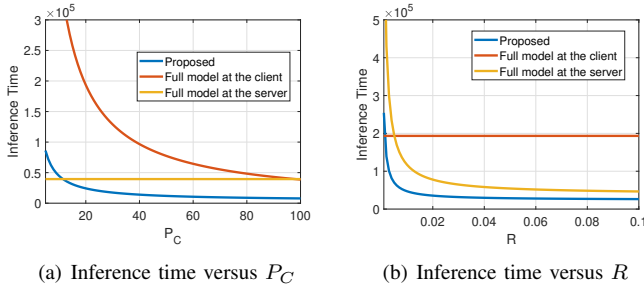 ×10^5
3
2.5
2
1.5
1
0.5
0
Inference Time
Proposed
Full model at the client
Full model at the server
20 40 60 80 100
P_C
(a) Inference time versus P_C
×10^5
5
4
3
2
1
0
Inference Time
Proposed
Full model at the client
Full model at the server
0.02 0.04 0.06 0.08 0.1
R
(b) Inference time versus R